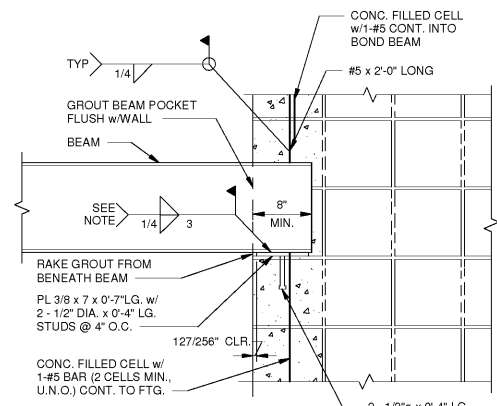 CONC. FILLED CELL
w/1-#5 CONT. INTO
BOND BEAM
TYP
1/4
#5 x 2'-0" LONG
GROUT BEAM POCKET
FLUSH w/WALL
BEAM
SEE
NOTE
1/4
3
8"
MIN.
RAKE GROUT FROM
BENEATH BEAM
PL 3/8 x 7 x 0'-7"LG. w/
2 - 1/2" DIA. x 0'-4" LG.
STUDS @ 4" O.C.
127/256" CLR.
CONC. FILLED CELL w/
1-#5 BAR (2 CELLS MIN.,
U.N.O.) CONT. TO FTG.